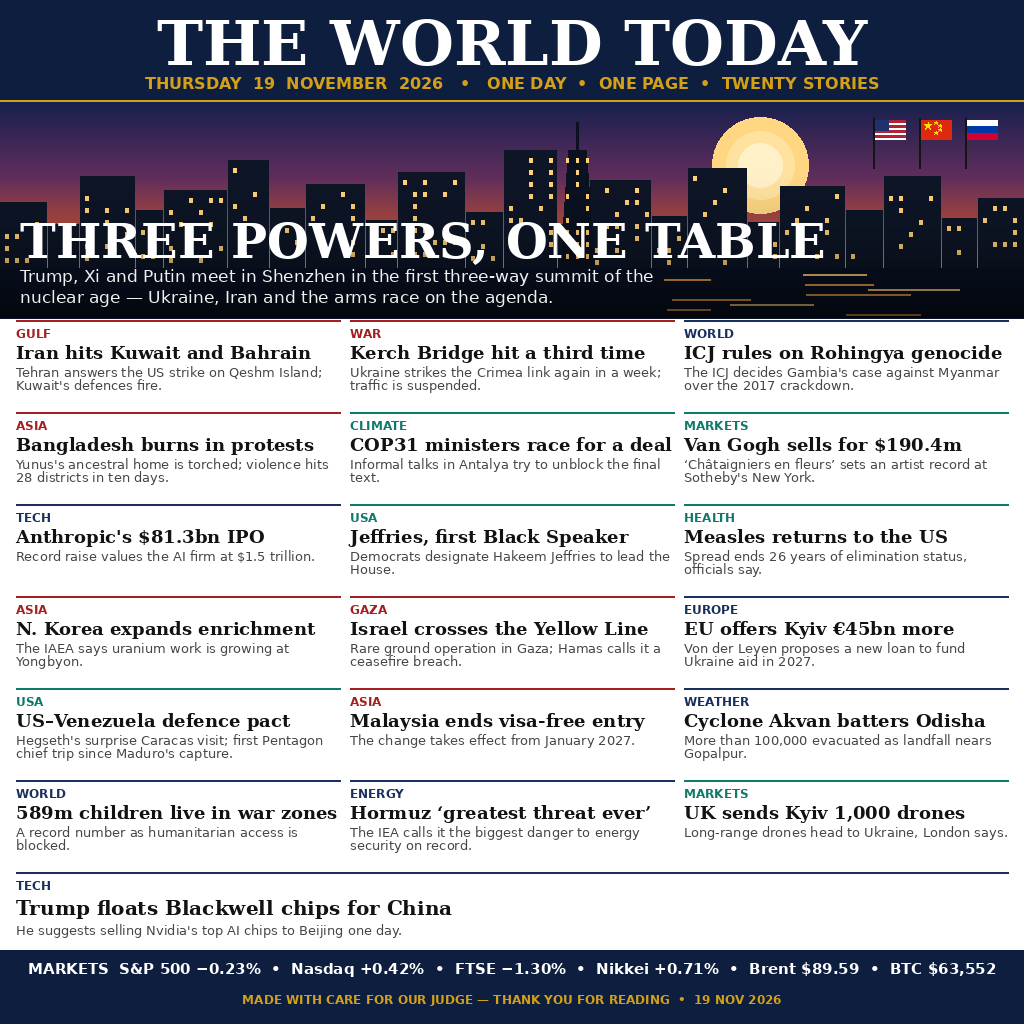 THE WORLD TODAY
THURSDAY 19 NOVEMBER 2026 • ONE DAY • ONE PAGE • TWENTY STORIES
THREE POWERS, ONE TABLE
Trump, Xi and Putin meet in Shenzhen in the first three-way summit of the
nuclear age — Ukraine, Iran and the arms race on the agenda.
GULF
Iran hits Kuwait and Bahrain
Tehran answers the US strike on Qeshm Island;
Kuwait's defences fire.
WAR
Kerch Bridge hit a third time
Ukraine strikes the Crimea link again in a week;
traffic is suspended.
WORLD
ICJ rules on Rohingya genocide
The ICJ decides Gambia's case against Myanmar
over the 2017 crackdown.
ASIA
Bangladesh burns in protests
Yunus's ancestral home is torched; violence hits
28 districts in ten days.
CLIMATE
COP31 ministers race for a deal
Informal talks in Antalya try to unblock the final
text.
MARKETS
Van Gogh sells for $190.4m
‘Châtaigniers en fleurs’ sets an artist record at
Sotheby's New York.
TECH
Anthropic's $81.3bn IPO
Record raise values the AI firm at $1.5 trillion.
USA
Jeffries, first Black Speaker
Democrats designate Hakeem Jeffries to lead the
House.
HEALTH
Measles returns to the US
Spread ends 26 years of elimination status,
officials say.
ASIA
N. Korea expands enrichment
The IAEA says uranium work is growing at
Yongbyon.
GAZA
Israel crosses the Yellow Line
Rare ground operation in Gaza; Hamas calls it a
ceasefire breach.
EUROPE
EU offers Kyiv €45bn more
Von der Leyen proposes a new loan to fund
Ukraine aid in 2027.
USA
US–Venezuela defence pact
Hegseth's surprise Caracas visit; first Pentagon
chief trip since Maduro's capture.
ASIA
Malaysia ends visa-free entry
The change takes effect from January 2027.
WEATHER
Cyclone Akvan batters Odisha
More than 100,000 evacuated as landfall nears
Gopalpur.
WORLD
589m children live in war zones
A record number as humanitarian access is
blocked.
ENERGY
Hormuz ‘greatest threat ever’
The IEA calls it the biggest danger to energy
security on record.
MARKETS
UK sends Kyiv 1,000 drones
Long-range drones head to Ukraine, London says.
TECH
Trump floats Blackwell chips for China
He suggests selling Nvidia's top AI chips to Beijing one day.
MARKETS S&P 500 −0.23% • Nasdaq +0.42% • FTSE −1.30% • Nikkei +0.71% • Brent $89.59 • BTC $63,552
MADE WITH CARE FOR OUR JUDGE — THANK YOU FOR READING • 19 NOV 2026